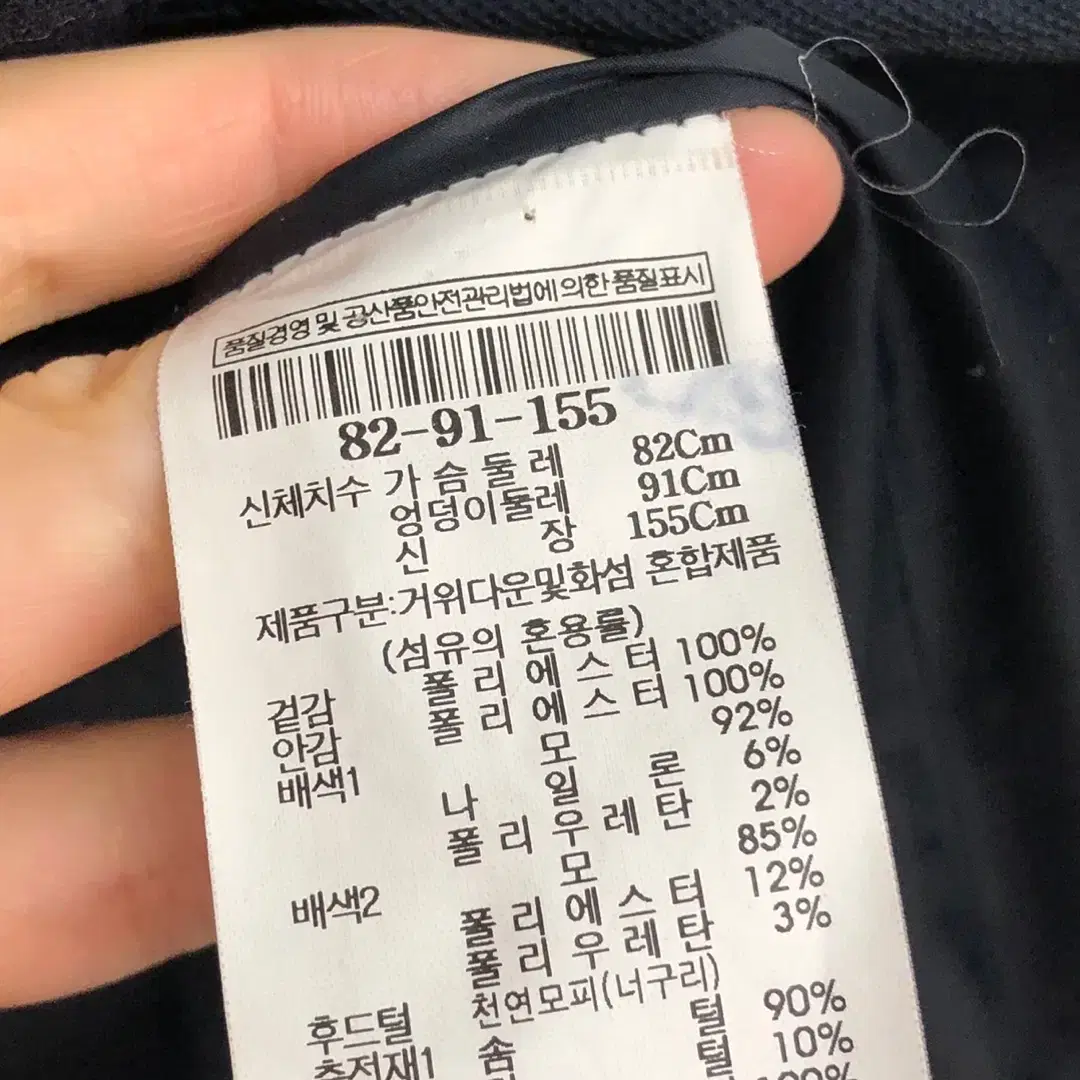 품질경영 및 공산품안전관리법에 의한 품질표시
82-91-155
신체치수 가 슴 둘 레 82Cm
엉덩이둘레 91Cm
신 장 155Cm
제품구분:거위다운및화섬 혼합제품
(섬유의 혼용률)
겉감 폴 리 에 스 터 100%
안감 폴 리 에 스 터 100%
배색1 모 92%
나 일 론 6%
폴 리 우 레 탄 2%
배색2 모 85%
폴 리 에 스 터 12%
폴 리 우 레 탄 3%
후드털 천연모피(너구리)
충전재1 솜 털 90%
털 10%
100%